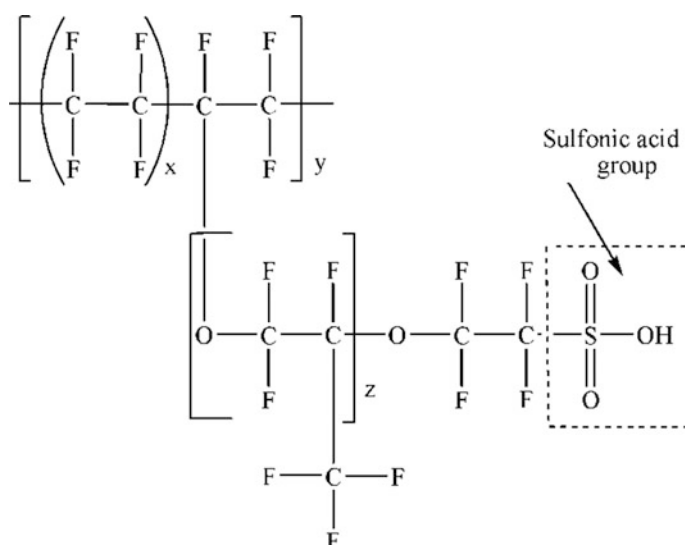 F F F F
C C C C
F F x F y
Sulfonic acid
group
F F F F O
O C C O C C S OH
F z F F O
F C F
F